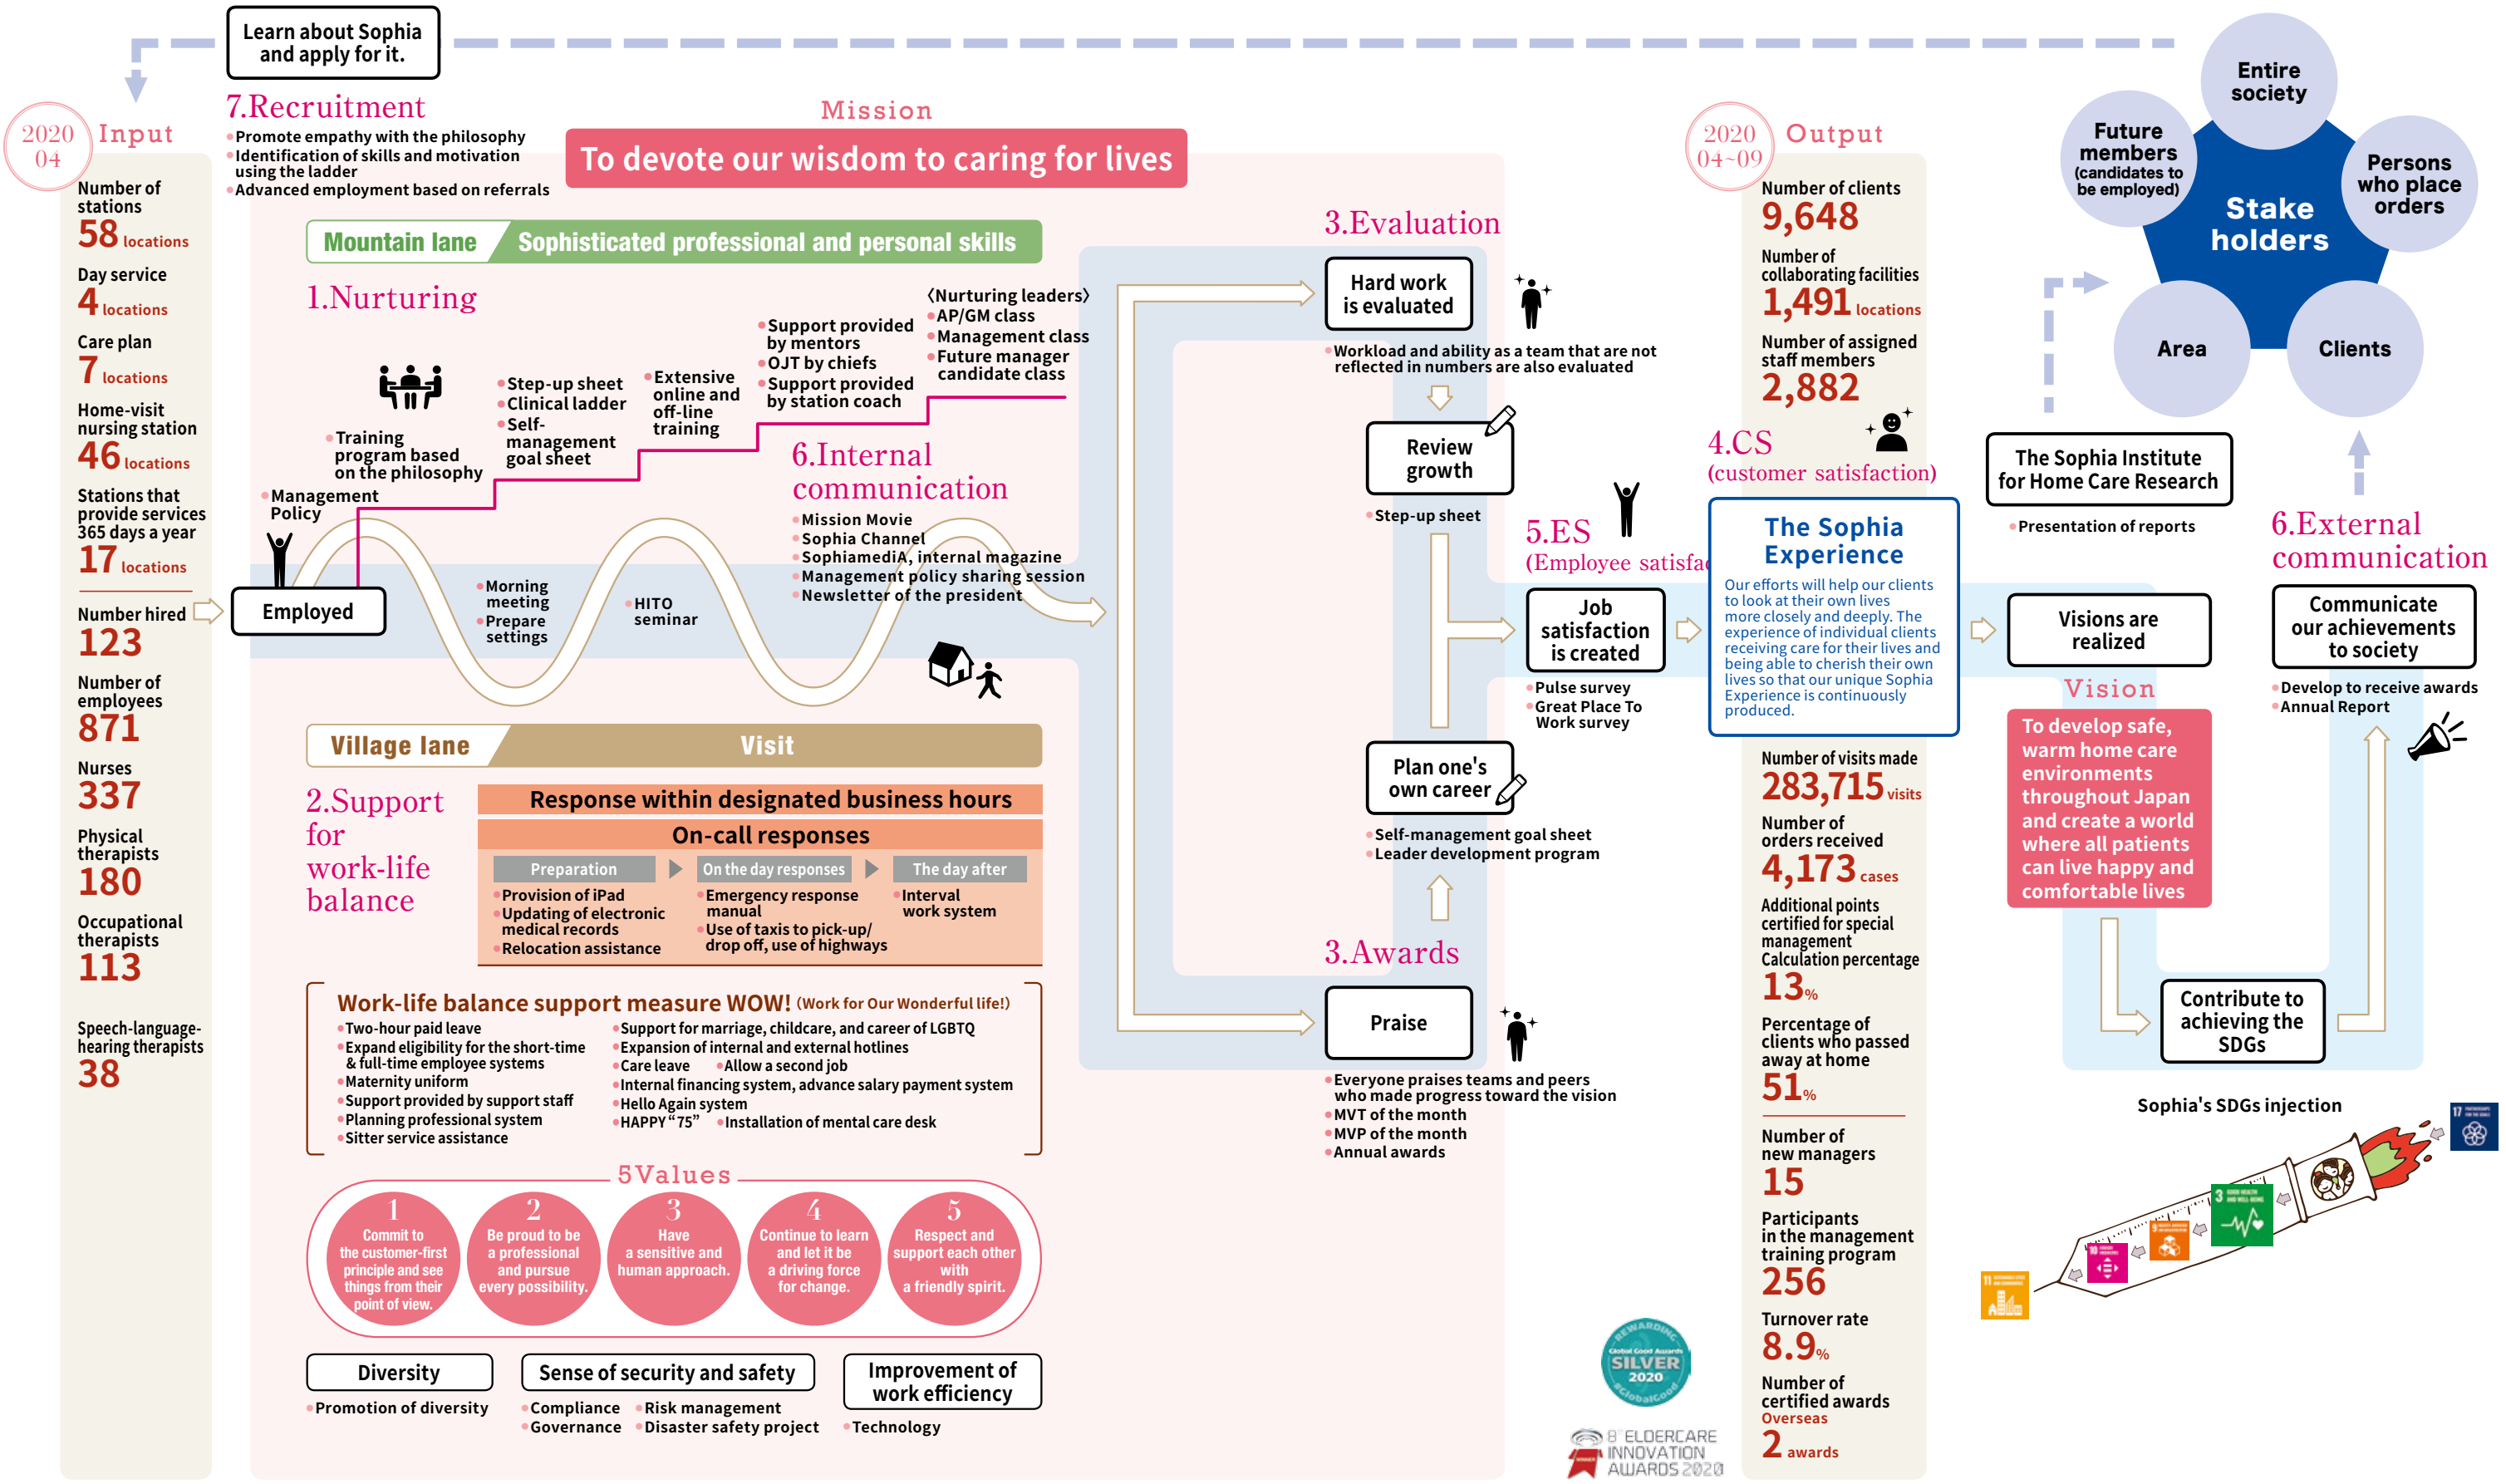 Learn about Sophia
and apply for it.
2020
04
Input
Number of
stations
58 locations
Day service
4 locations
Care plan
7 locations
Home-visit
nursing station
46 locations
Stations that
provide services
365 days a year
17 locations
Number hired
123
Number of
employees
871
Nurses
337
Physical
therapists
180
Occupational
therapists
113
Speech-language-
hearing therapists
38
7.Recruitment
Promote empathy with the philosophy
Identification of skills and motivation
using the ladder
Advanced employment based on referrals
Mission
To devote our wisdom to caring for lives
Mountain lane
Sophisticated professional and personal skills
1.Nurturing
Management
Policy
Training
program based
on the philosophy
Step-up sheet
Clinical ladder
Self-
management
goal sheet
Extensive
online and
off-line
training
Support provided
by mentors
OJT by chiefs
Support provided
by station coach
〈Nurturing leaders〉
AP/GM class
Management class
Future manager
candidate class
6.Internal
communication
Mission Movie
Sophia Channel
SophiamediA, internal magazine
Management policy sharing session
Newsletter of the president
Employed
Morning
meeting
Prepare
settings
HITO
seminar
Village lane
Visit
2.Support
for
work-life
balance
Response within designated business hours
On-call responses
Preparation
On the day responses
The day after
Provision of iPad
Updating of electronic
medical records
Relocation assistance
Emergency response
manual
Use of taxis to pick-up/
drop off, use of highways
Interval
work system
Work-life balance support measure WOW! (Work for Our Wonderful life!)
Two-hour paid leave
Expand eligibility for the short-time
& full-time employee systems
Maternity uniform
Support provided by support staff
Planning professional system
Sitter service assistance
Support for marriage, childcare, and career of LGBTQ
Expansion of internal and external hotlines
Care leave
Allow a second job
Internal financing system, advance salary payment system
Hello Again system
HAPPY “75”
Installation of mental care desk
5Values
1
Commit to
the customer-first
principle and see
things from their
point of view.
2
Be proud to be
a professional
and pursue
every possibility.
3
Have
a sensitive and
human approach.
4
Continue to learn
and let it be
a driving force
for change.
5
Respect and
support each other
with
a friendly spirit.
Diversity
Promotion of diversity
Sense of security and safety
Compliance
Risk management
Governance
Disaster safety project
Improvement of
work efficiency
Technology
3.Evaluation
Hard work
is evaluated
Workload and ability as a team that are not
reflected in numbers are also evaluated
Review
growth
Step-up sheet
Plan one's
own career
Self-management goal sheet
Leader development program
3.Awards
Praise
Everyone praises teams and peers
who made progress toward the vision
MVT of the month
MVP of the month
Annual awards
5.ES
(Employee satisfac
Job
satisfaction
is created
Pulse survey
Great Place To
Work survey
2020
04~09
Output
Number of clients
9,648
Number of
collaborating facilities
1,491 locations
Number of assigned
staff members
2,882
4.CS
(customer satisfaction)
The Sophia
Experience
Our efforts will help our clients
to look at their own lives
more closely and deeply. The
experience of individual clients
receiving care for their lives and
being able to cherish their own
lives so that our unique Sophia
Experience is continuously
produced.
Number of visits made
283,715 visits
Number of
orders received
4,173 cases
Additional points
certified for special
management
Calculation percentage
13%
Percentage of
clients who passed
away at home
51%
Number of
new managers
15
Participants
in the management
training program
256
Turnover rate
8.9%
Number of
certified awards
Overseas
2 awards
REWARDING
Global Good Awards
SILVER
2020
#GlobalGood
8 ELDERCARE
INNOVATION
AWARDS 2020
WINNER
Entire
society
Future
members
(candidates to
be employed)
Persons
who place
orders
Stake
holders
Area
Clients
The Sophia Institute
for Home Care Research
Presentation of reports
Visions are
realized
Vision
To develop safe,
warm home care
environments
throughout Japan
and create a world
where all patients
can live happy and
comfortable lives
6.External
communication
Communicate
our achievements
to society
Develop to receive awards
Annual Report
Contribute to
achieving the
SDGs
Sophia's SDGs injection
17
3 GOOD HEALTH
AND WELL-BEING
9
10
11